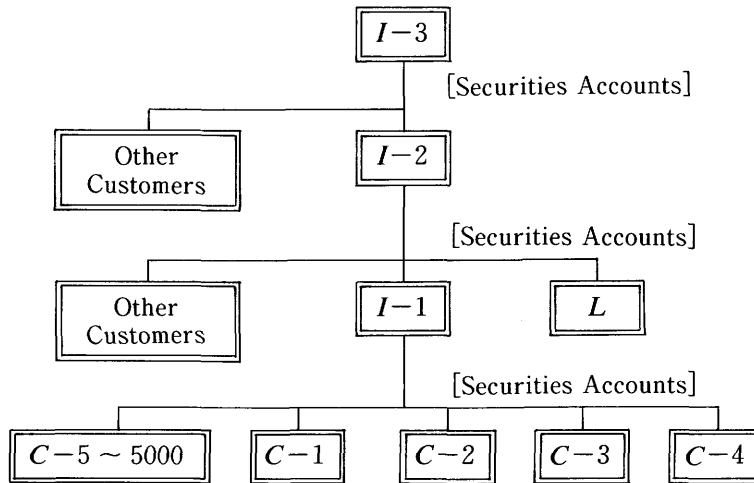 I-3
[Securities Accounts]
Other
Customers
I-2
[Securities Accounts]
Other
Customers
I-1
L
[Securities Accounts]
C-5 ~ 5000
C-1
C-2
C-3
C-4